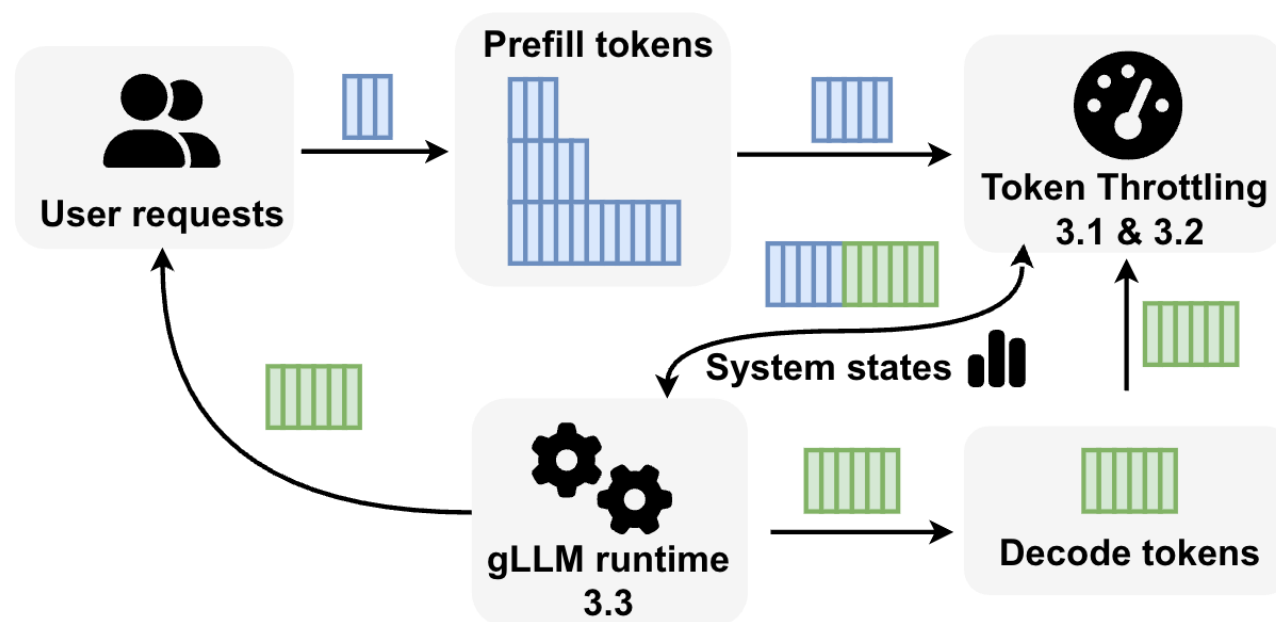 Prefill tokens
User requests
Token Throttling
3.1 & 3.2
System states
gLLM runtime
3.3
Decode tokens